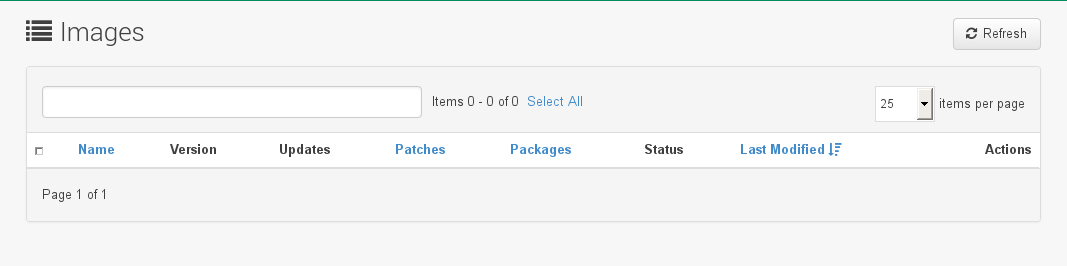 Images
Refresh
Items 0 - 0 of 0 Select All
25 items per page
Name Version Updates Patches Packages Status Last Modified Actions
Page 1 of 1